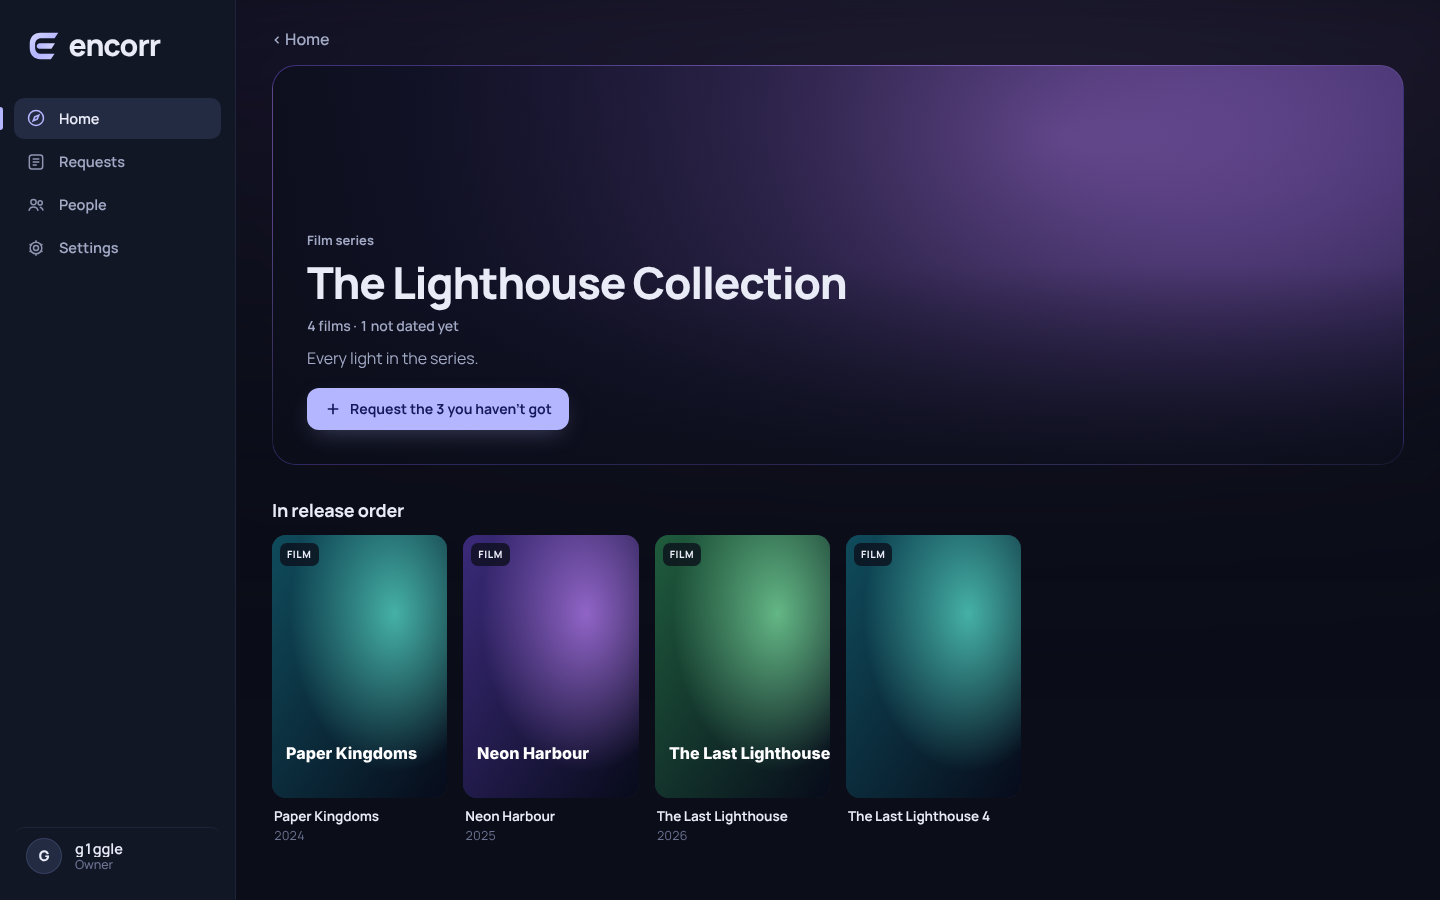 encorr
Home
Requests
People
Settings
g1ggle
Owner
G
‹ Home
Film series
The Lighthouse Collection
4 films · 1 not dated yet
Every light in the series.
+ Request the 3 you haven't got
In release order
FILM
Paper Kingdoms
Paper Kingdoms
2024
FILM
Neon Harbour
Neon Harbour
2025
FILM
The Last Lighthouse
The Last Lighthouse
2026
FILM
The Last Lighthouse 4